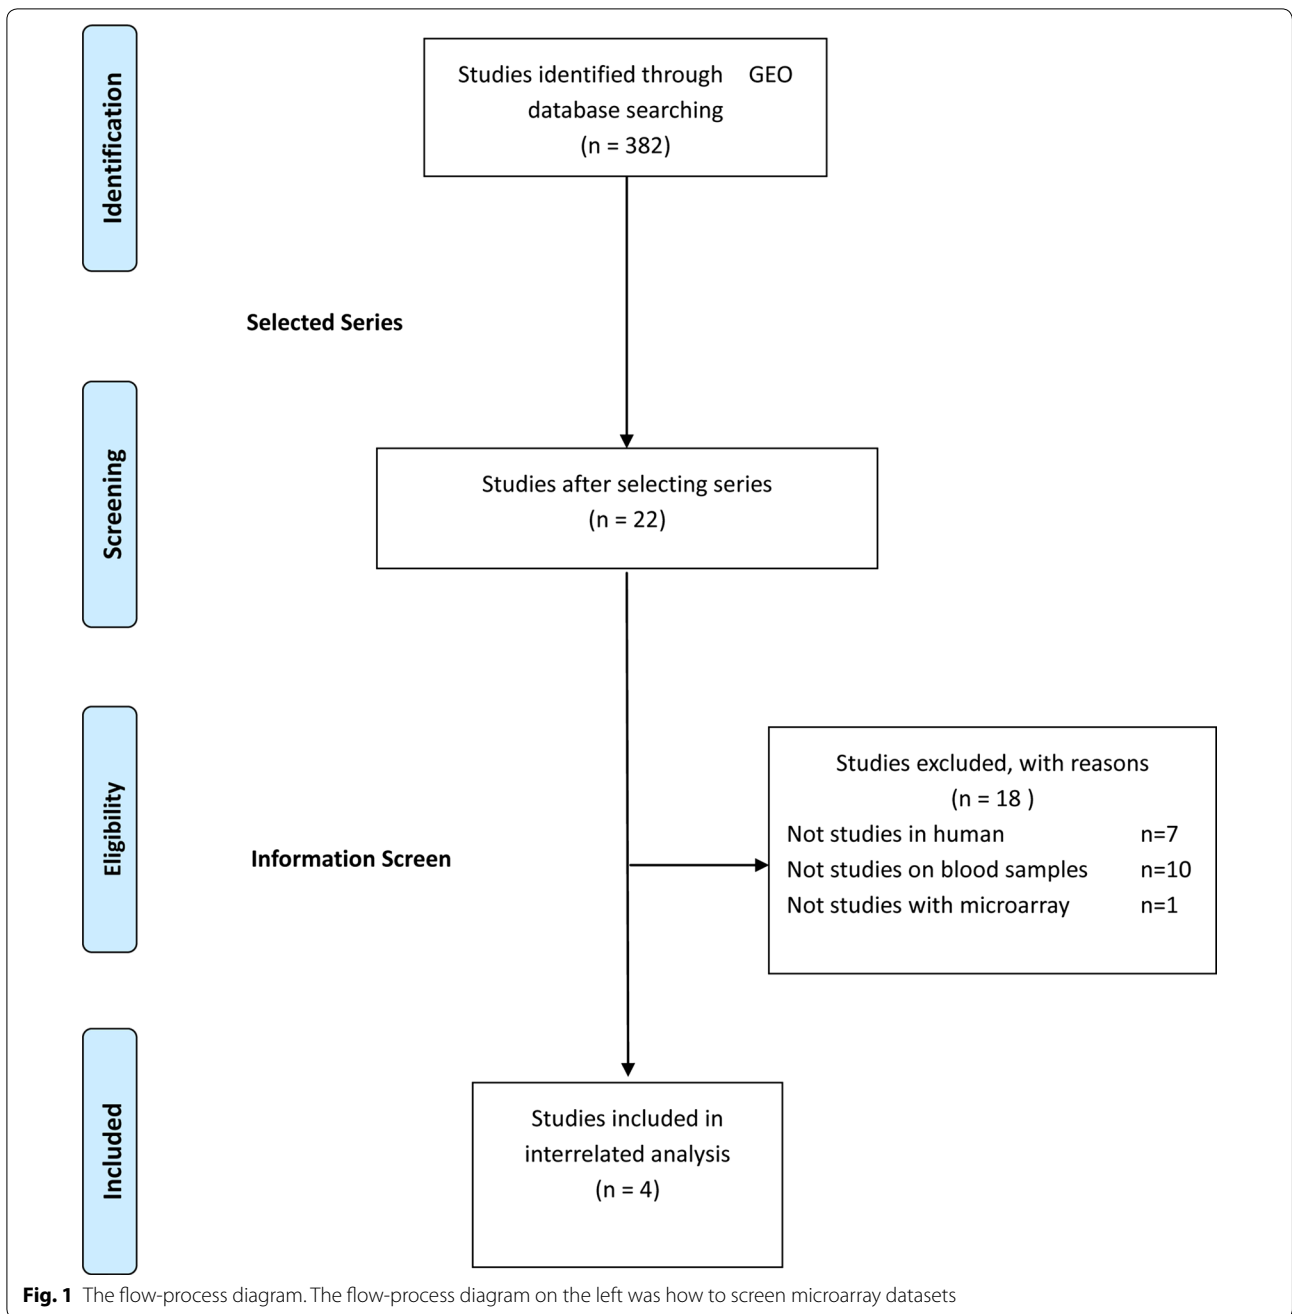 Identification
Studies identified through GEO
database searching
(n = 382)
Selected Series
Screening
Studies after selecting series
(n = 22)
Eligibility
Information Screen
Studies excluded, with reasons
(n = 18 )
Not studies in human n=7
Not studies on blood samples n=10
Not studies with microarray n=1
Included
Studies included in
interrelated analysis
(n = 4)
Fig. 1 The flow-process diagram. The flow-process diagram on the left was how to screen microarray datasets